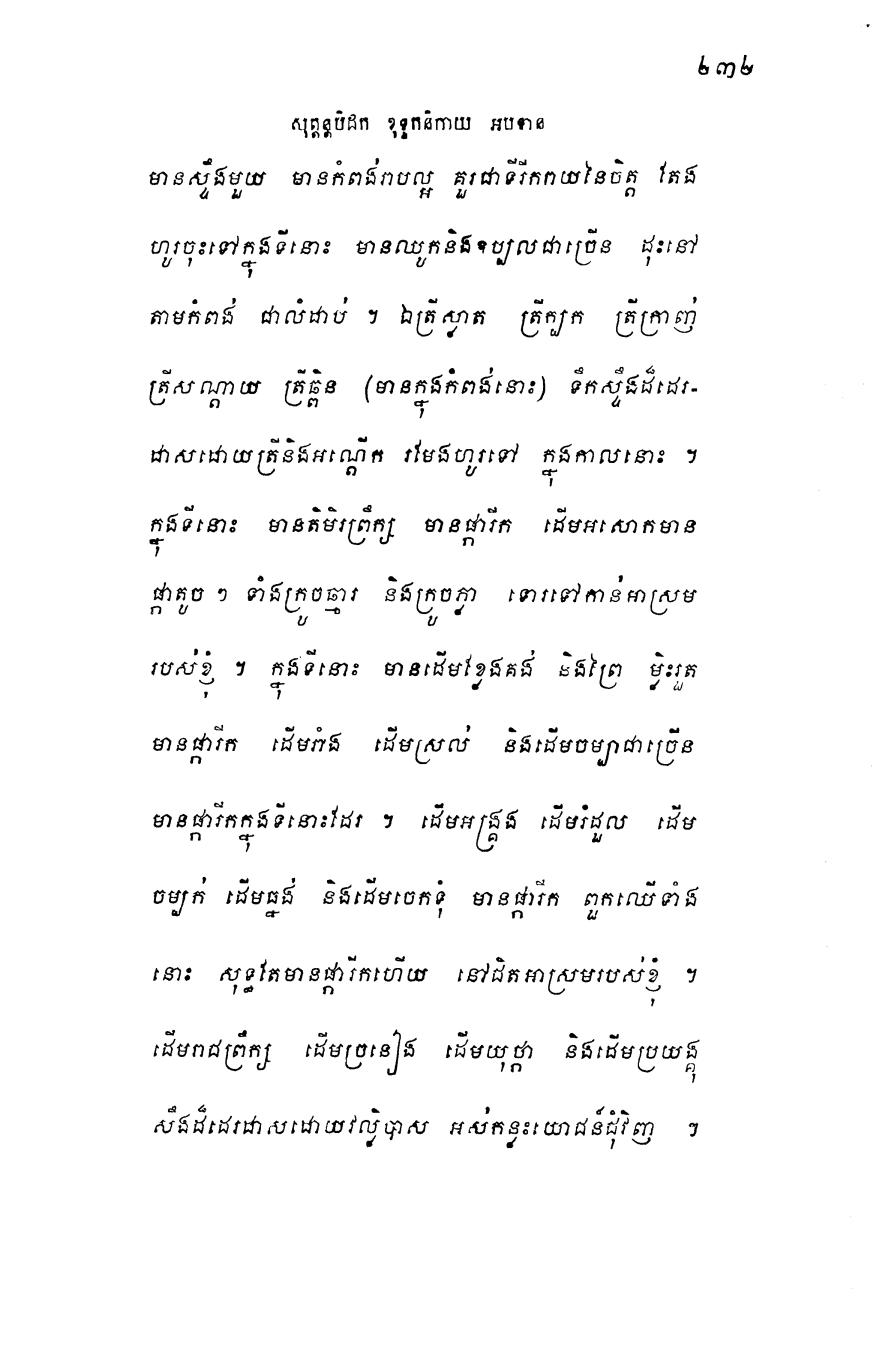 ២៣២
សុត្តន្តបិដក ខុទ្ទកនិកាយ អបទាន
មានស្ទឹងមួយ មានកំពង់រាបល្អ គួរជាទីរីករាយនៃចិត្ត តែង
ហូរចុះទៅក្នុងទីនោះ មានឈូកនិងឧប្បលជាច្រើន ដុះនៅ
តាមកំពង់ ជាលំដាប់ ។ ឯត្រីស្លាត ត្រីក្បក ត្រីក្រាញ់
ត្រីសណ្តាយ ត្រីឆ្ពិន (មានក្នុងកំពង់នោះ) ទឹកស្ទឹងដ៏ដេរ-
ដាសដោយត្រីនិងអណ្តើក រមែងហូរទៅ ក្នុងកាលនោះ ។
ក្នុងទីនោះ មានតិមិរព្រឹក្ស មានផ្ការីក ដើមអសោកមាន
ផ្កាតូច ៗ ទាំងក្រូចឆ្មារ និងក្រូចភ្លា ទោរទៅកាន់អាស្រម
របស់ខ្ញុំ ។ ក្នុងទីនោះ មានដើមខ្វែងគង់ និងព្រៃ ម្លិះរួត
មានផ្ការីក ដើមរាំង ដើមស្រល់ និងដើមចម្បាជាច្រើន
មានផ្ការីកក្នុងទីនោះដែរ ។ ដើមអង្គ្រង ដើមរំដួល ដើម
ចម្បក់ ដើមធ្នង់ និងដើមចេកទុំ មានផ្ការីក ពួកឈើទាំង
នោះ សុទ្ធតែមានផ្ការីកហើយ នៅជិតអាស្រមរបស់ខ្ញុំ ។
ដើមរាជព្រឹក្ស ដើមច្រនៀង ដើមយុថ្កា និងដើមប្រយង្គុ
សឹងដ៏ដេរដាសដោយវល្លិបាស អស់កន្លះយោជន៍ជុំវិញ ។